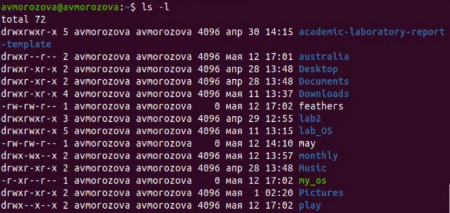 avmorozova@avmorozova:~$ ls -l
total 72
drwxrwxr-x 5 avmorozova avmorozova 4096 апр 30 14:15 academic-laboratory-report
-template
drwxr--r-- 2 avmorozova avmorozova 4096 мая 12 17:01 australia
drwxr-xr-x 2 avmorozova avmorozova 4096 апр 28 13:48 Desktop
drwxr-xr-x 2 avmorozova avmorozova 4096 апр 28 13:48 Documents
drwxr-xr-x 4 avmorozova avmorozova 4096 мая 11 13:37 Downloads
-rw-rw-r-- 1 avmorozova avmorozova 0 мая 12 17:02 feathers
drwxrwxr-x 3 avmorozova avmorozova 4096 апр 29 12:55 lab2
drwxrwxr-x 5 avmorozova avmorozova 4096 мая 11 13:15 lab_OS
-rw-rw-r-- 1 avmorozova avmorozova 0 мая 12 14:10 may
drwx-wx--x 2 avmorozova avmorozova 4096 мая 12 13:57 monthly
drwxr-xr-x 2 avmorozova avmorozova 4096 апр 28 13:48 Music
-r-xr--r-- 1 avmorozova avmorozova 0 мая 12 17:02 my_os
drwxr-xr-x 2 avmorozova avmorozova 4096 мая 1 02:20 Pictures
drwx--x--x 2 avmorozova avmorozova 4096 мая 12 17:02 play